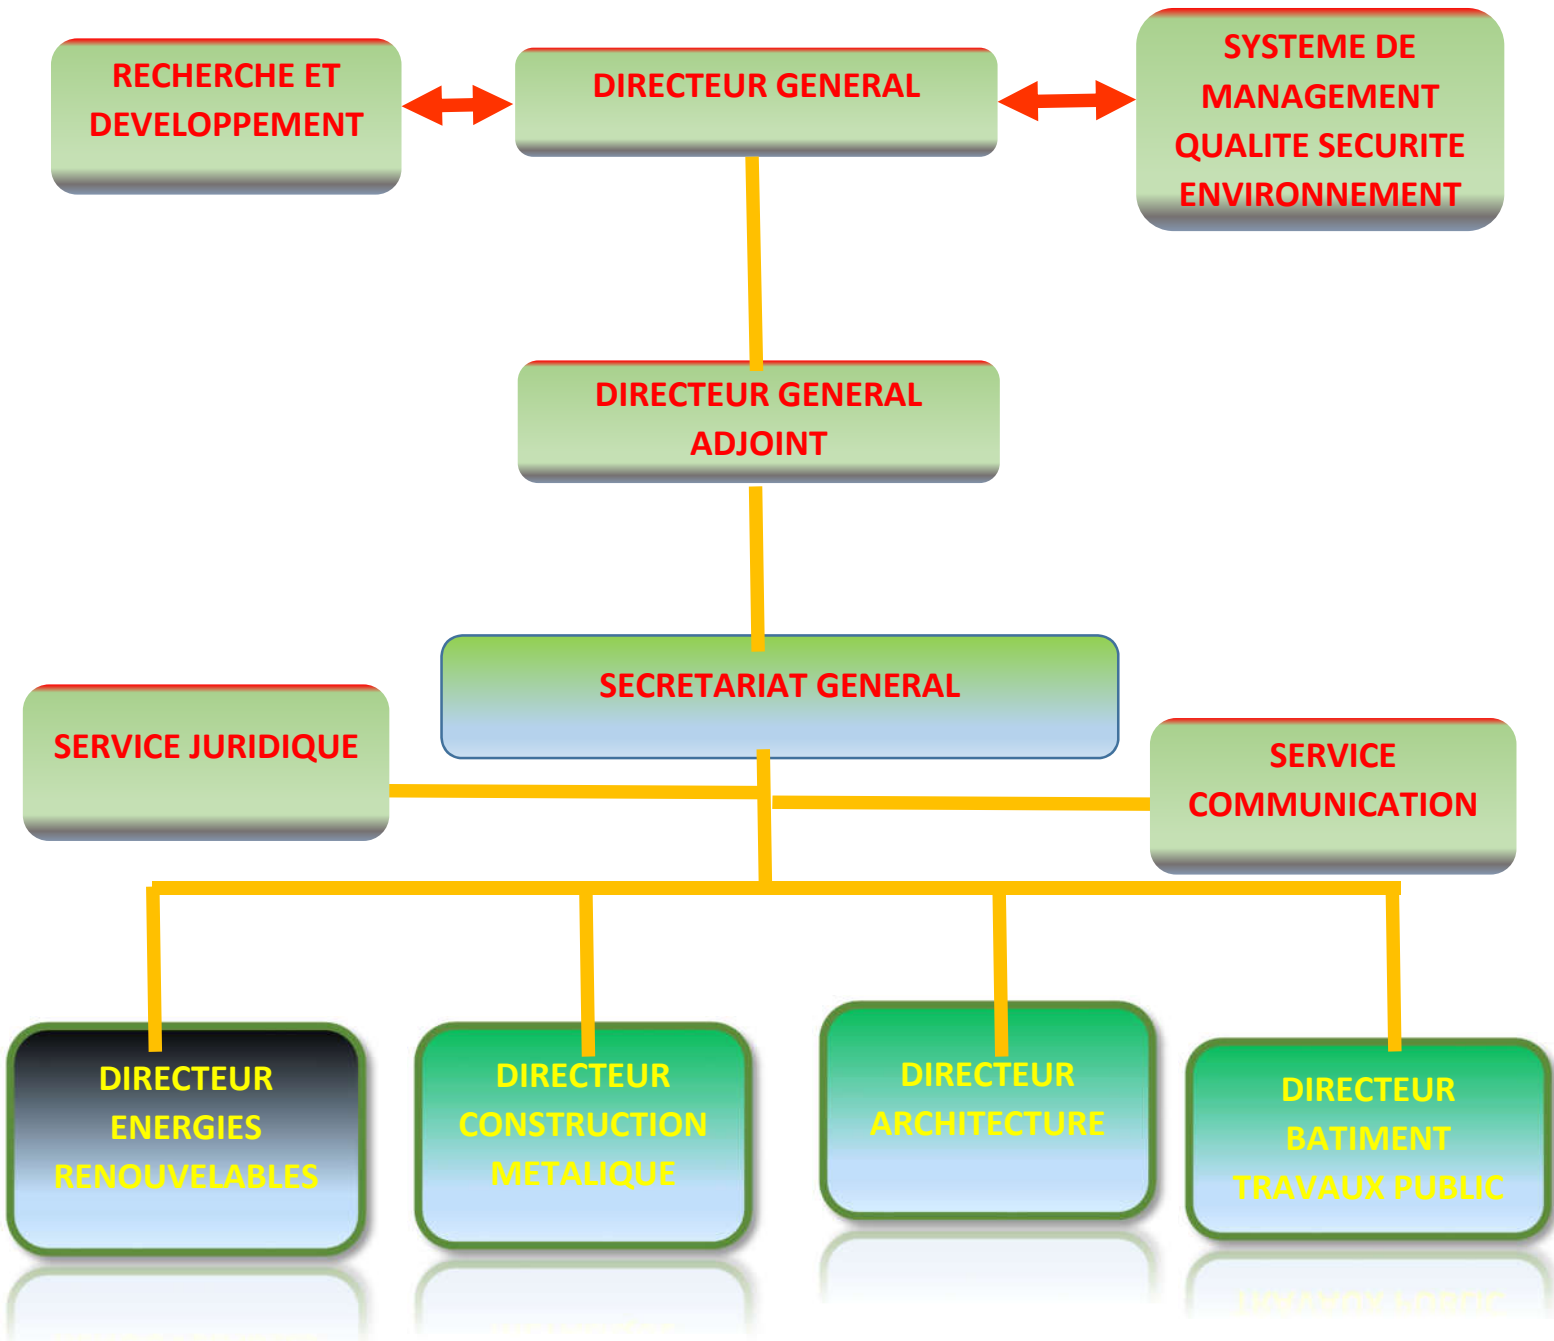 RECHERCHE ET
DEVELOPPEMENT
DIRECTEUR GENERAL
SYSTEME DE
MANAGEMENT
QUALITE SECURITE
ENVIRONNEMENT
DIRECTEUR GENERAL
ADJOINT
SECRETARIAT GENERAL
SERVICE JURIDIQUE
SERVICE
COMMUNICATION
DIRECTEUR
ENERGIES
RENOUVELABLES
DIRECTEUR
CONSTRUCTION
METALIQUE
DIRECTEUR
ARCHITECTURE
DIRECTEUR
BATIMENT
TRAVAUX PUBLIC